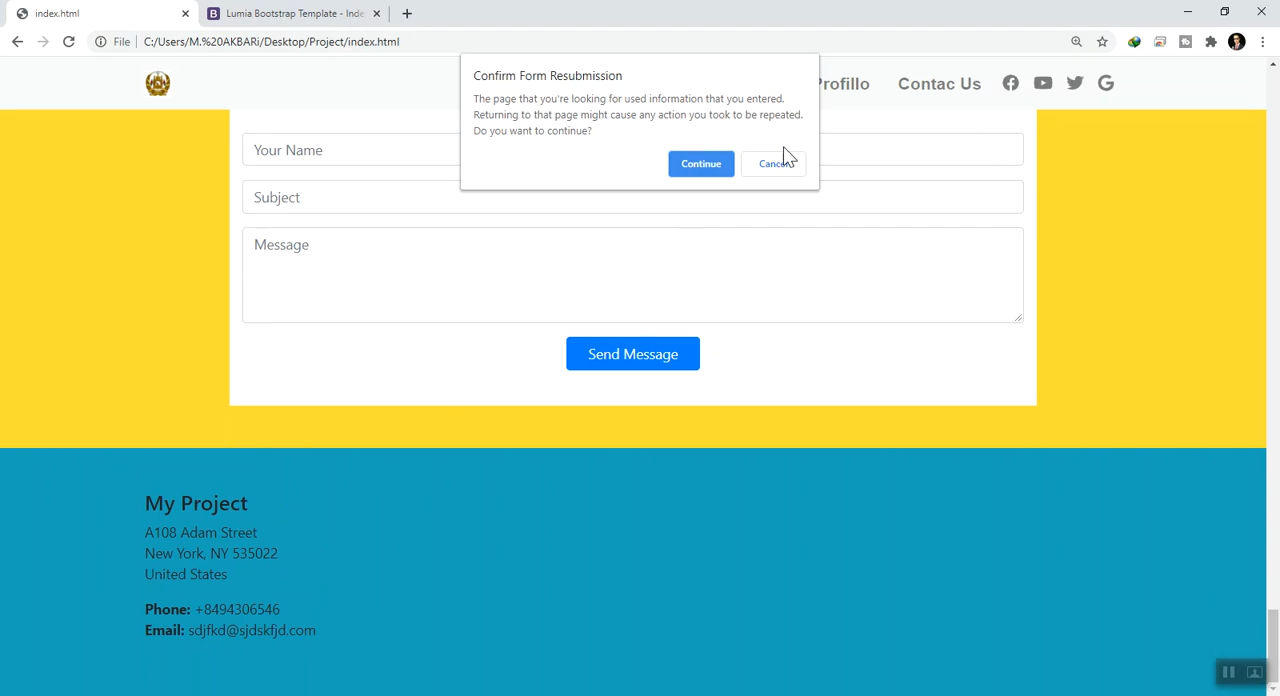 index.html
Lumia Bootstrap Template - Inde
File
C:/Users/M.%20AKBARi/Desktop/Project/index.html
Confirm Form Resubmission
The page that you're looking for used information that you entered.
Returning to that page might cause any action you took to be repeated.
Do you want to continue?
Continue
Cancel
Profillo
Contac Us
Your Name
Subject
Message
Send Message
My Project
A108 Adam Street
New York, NY 535022
United States
Phone: +8494306546
Email: sdjfkd@sjdskfjd.com